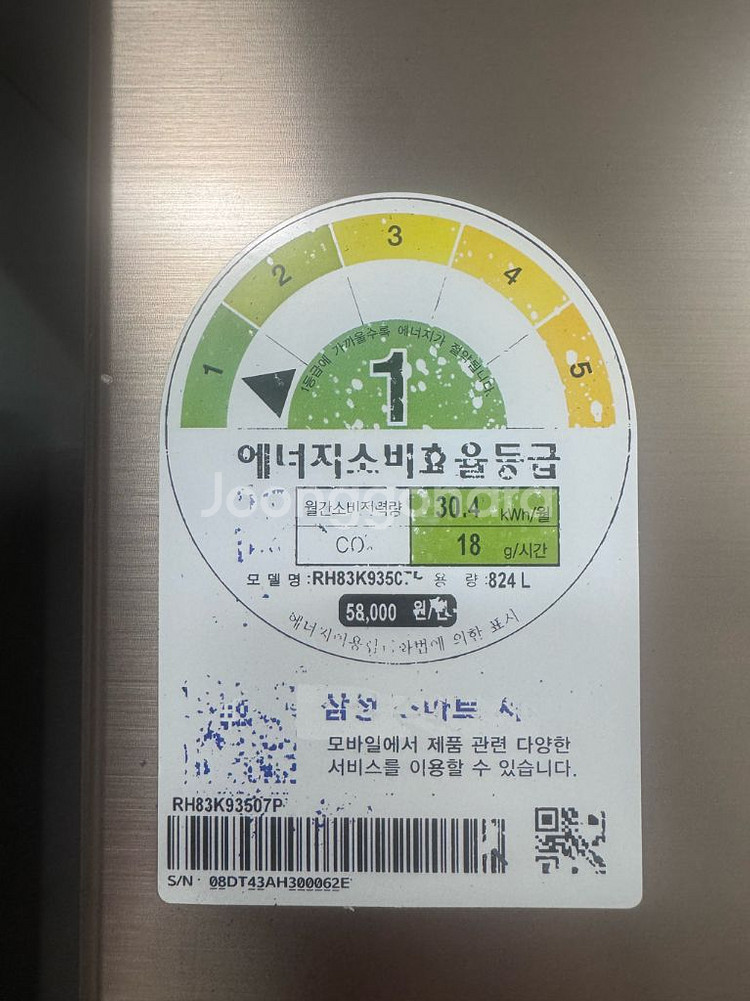 1
2
3
4
5
1등급에 가까울수록 에너지가 절약됩니다.
1
에너지소비효율등급
월간소비전력량 30.4 kWh/월
CO₂ 18 g/시간
모델명:RH83K93507P 용량:824 L
58,000 원/년
에너지이용합리화법에 의한 표시
Joonggonara
삼성
모바일에서 제품 관련 다양한
서비스를 이용할 수 있습니다.
RH83K93507P
S/N 08DT43AH300062E